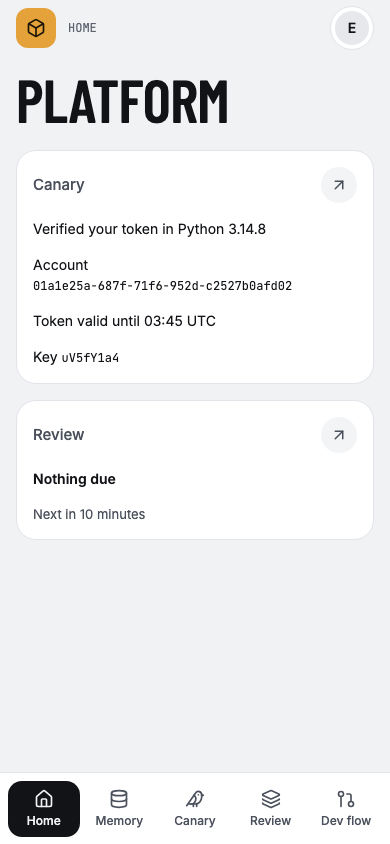 HOME
E
PLATFORM
Canary
Verified your token in Python 3.14.8
Account
01a1e25a-687f-71f6-952d-c2527b0afd02
Token valid until 03:45 UTC
Key uV5fY1a4
Review
Nothing due
Next in 10 minutes
Home
Memory
Canary
Review
Dev flow